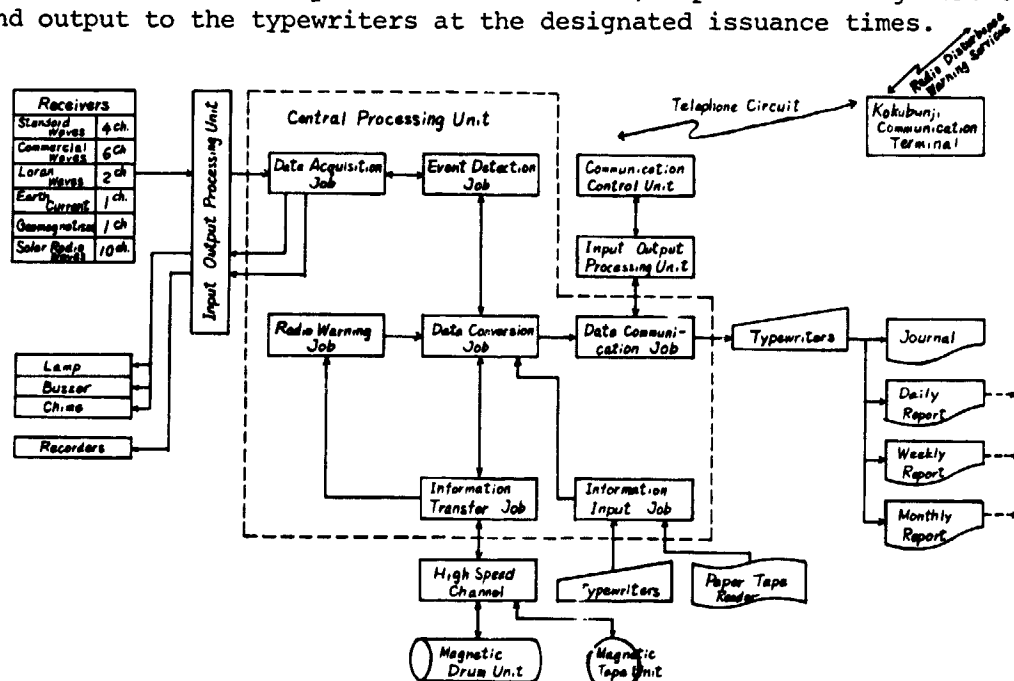 nd output to the typewriters at the designated issuance times.
Radio Disturbance
Warning Services
Telephone Circuit
Kokubunji
Communication
Terminal
Receivers
Standard
Waves
4 ch.
Commercial
Waves
6 ch
Loran
Waves
2 ch
Earth
Current
1 ch.
Geomagnetism
1 ch
Solar Radio
Waves
10 ch.
Input Output Processing Unit
Central Processing Unit
Data Acquisition
Job
Event Detection
Job
Communication
Control Unit
Input Output
Processing Unit
Radio Warning
Job
Data Conversion
Job
Data Communi-
cation Job
Typewriters
Journal
Daily
Report
Weekly
Report
Monthly
Report
Lamp
Buzzer
Chime
Recorders
Information
Transfer Job
Information
Input Job
High Speed
Channel
Typewriters
Paper Tape
Reader
Magnetic
Drum Unit
Magnetic
Tape Unit